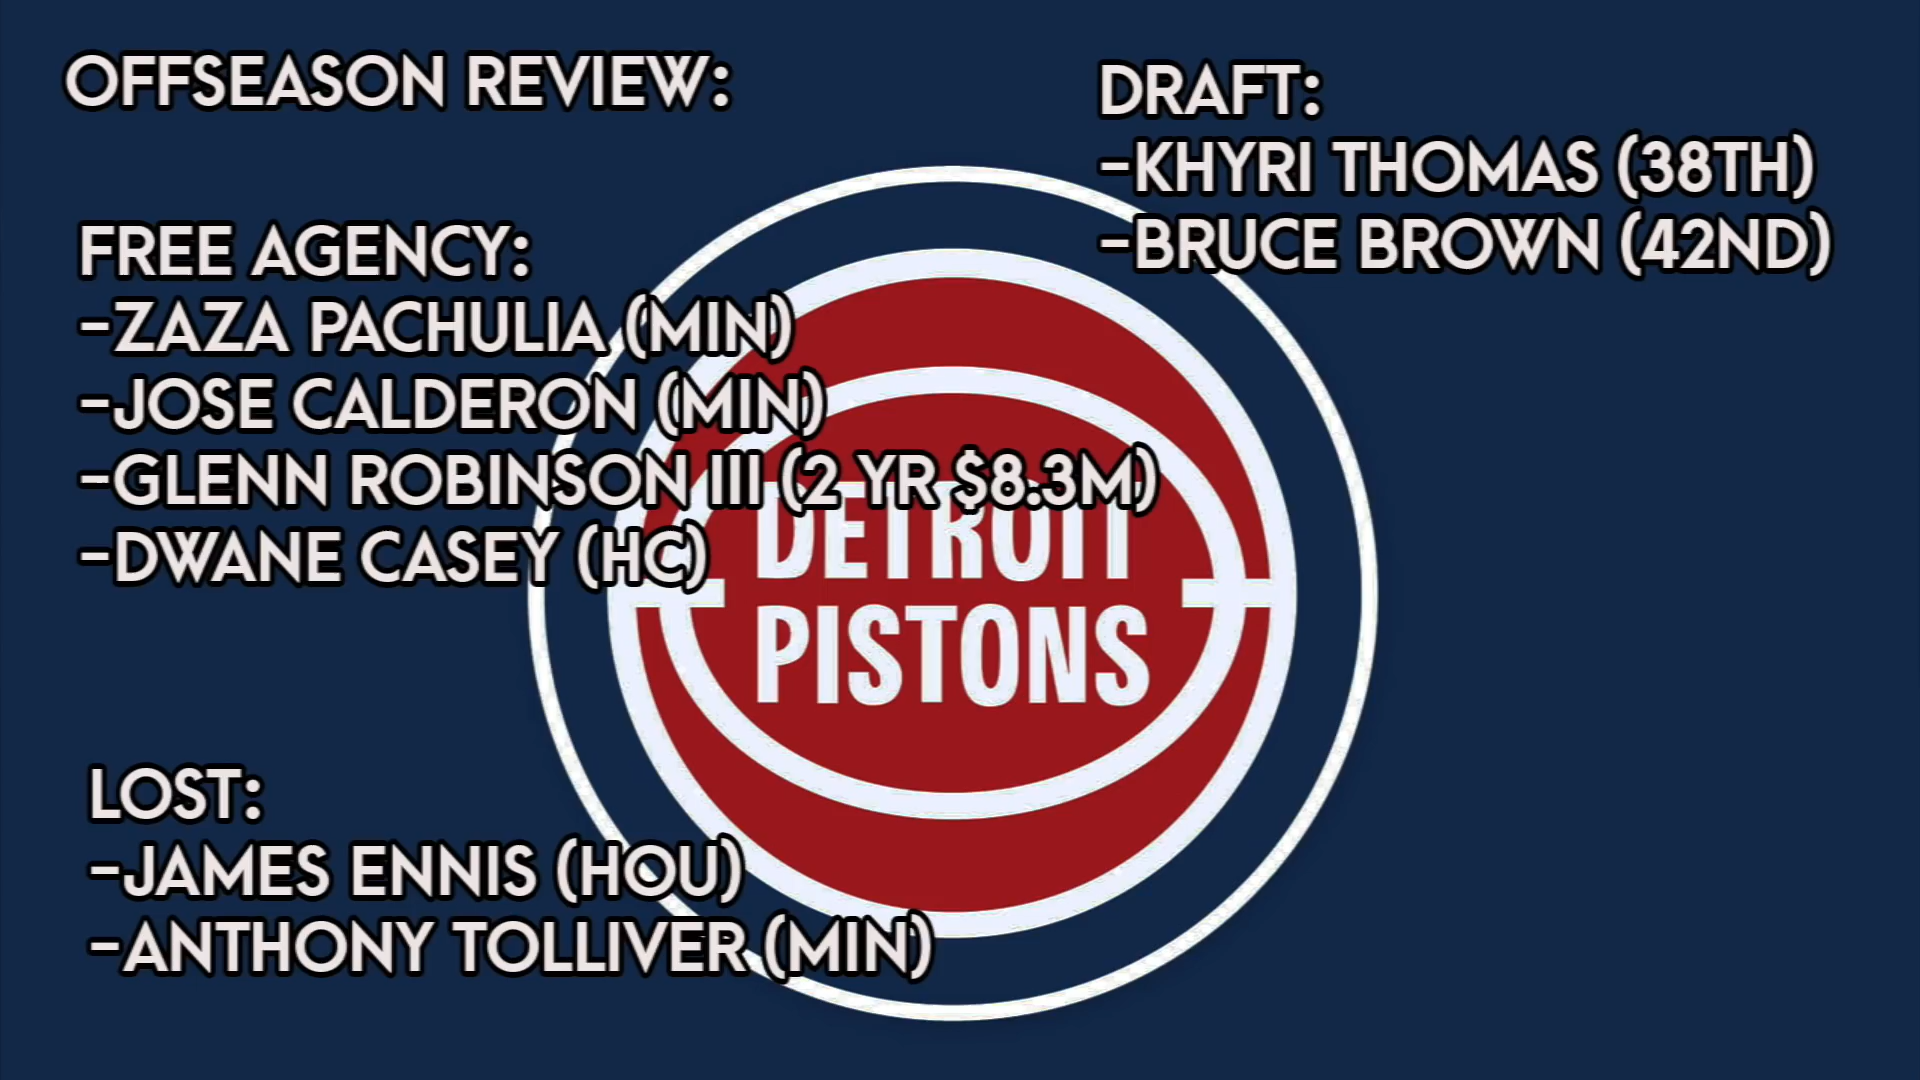 OFFSEASON REVIEW:
FREE AGENCY:
-ZAZA PACHULIA (MIN)
-JOSE CALDERON (MIN)
-GLENN ROBINSON III (2 YR $8.3M)
-DWANE CASEY (HC)
LOST:
-JAMES ENNIS (HOU)
-ANTHONY TOLLIVER (MIN)
DRAFT:
-KHYRI THOMAS (38TH)
-BRUCE BROWN (42ND)
DETROIT
PISTONS